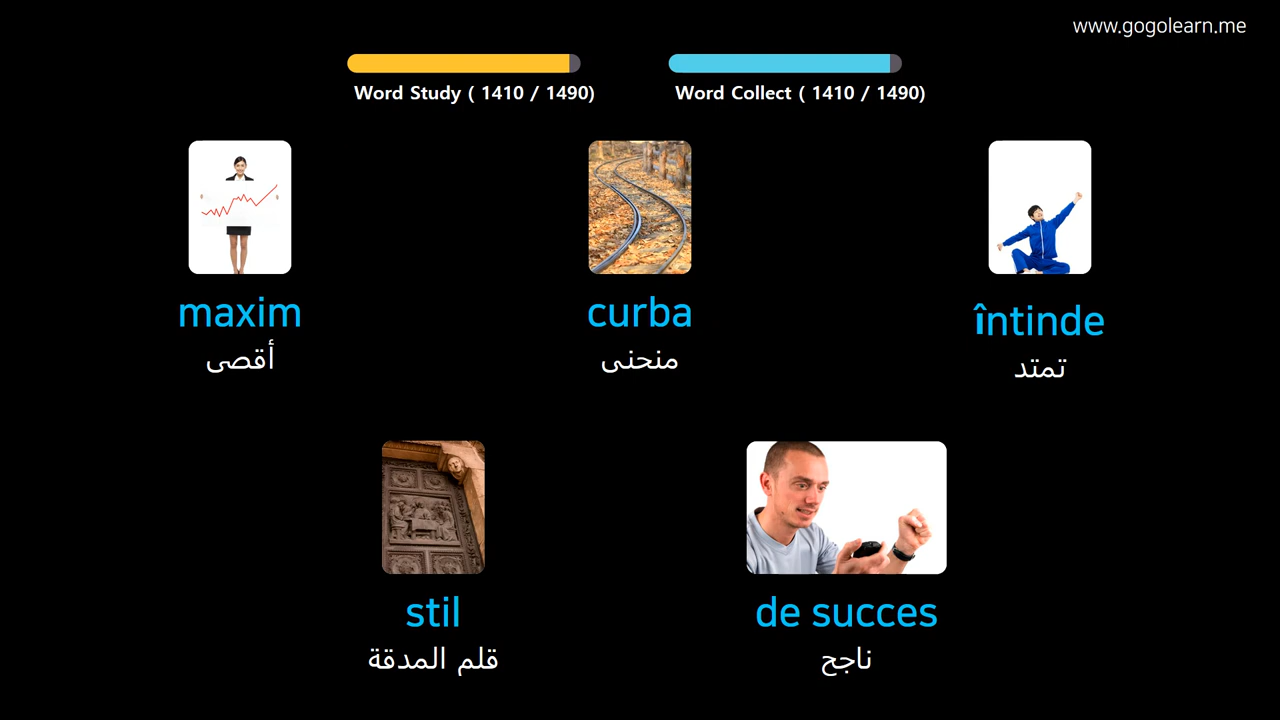 www.gogolearn.me
Word Study ( 1410 / 1490)
Word Collect ( 1410 / 1490)
maxim
أقصى
curba
منحنى
întinde
تمتد
stil
قلم المدقة
de succes
ناجح